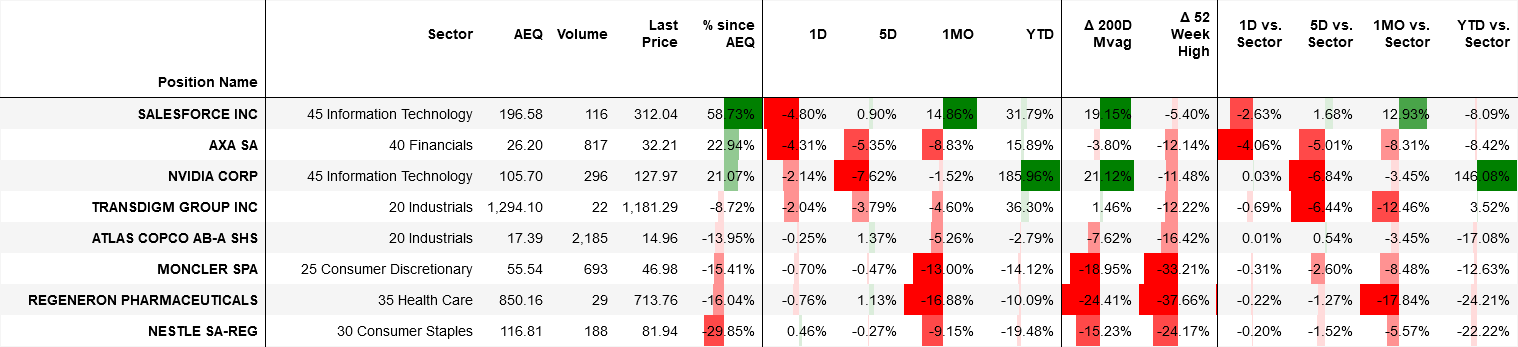 Position Name Sector AEQ Volume Last Price % since AEQ 1D 5D 1MO YTD Δ 200D Mvag Δ 52 Week High 1D vs. Sector 5D vs. Sector 1MO vs. Sector YTD vs. Sector
SALESFORCE INC 45 Information Technology 196.58 116 312.04 58.73% -4.80% 0.90% 14.86% 31.79% 19.15% -5.40% -2.63% 1.68% 12.93% -8.09%
AXA SA 40 Financials 26.20 817 32.21 22.94% -4.31% -5.35% -8.83% 15.89% -3.80% -12.14% -4.06% -5.01% -8.31% -8.42%
NVIDIA CORP 45 Information Technology 105.70 296 127.97 21.07% -2.14% -7.62% -1.52% 185.96% 21.12% -11.48% 0.03% -6.84% -3.45% 146.08%
TRANSDIGM GROUP INC 20 Industrials 1,294.10 22 1,181.29 -8.72% -2.04% -3.79% -4.60% 36.30% 1.46% -12.22% -0.69% -6.44% -12.46% 3.52%
ATLAS COPCO AB-A SHS 20 Industrials 17.39 2,185 14.96 -13.95% -0.25% 1.37% -5.26% -2.79% -7.62% -16.42% 0.01% 0.54% -3.45% -17.08%
MONCLER SPA 25 Consumer Discretionary 55.54 693 46.98 -15.41% -0.70% -0.47% -13.00% -14.12% -18.95% -33.21% -0.31% -2.60% -8.48% -12.63%
REGENERON PHARMACEUTICALS 35 Health Care 850.16 29 713.76 -16.04% -0.76% 1.13% -16.88% -10.09% -24.41% -37.66% -0.22% -1.27% -17.84% -24.21%
NESTLE SA-REG 30 Consumer Staples 116.81 188 81.94 -29.85% 0.46% -0.27% -9.15% -19.48% -15.23% -24.17% -0.20% -1.52% -5.57% -22.22%